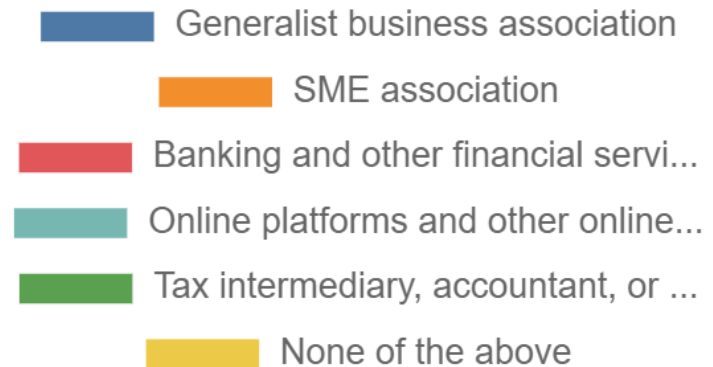 Generalist business association
SME association
Banking and other financial servi...
Online platforms and other online...
Tax intermediary, accountant, or ...
None of the above